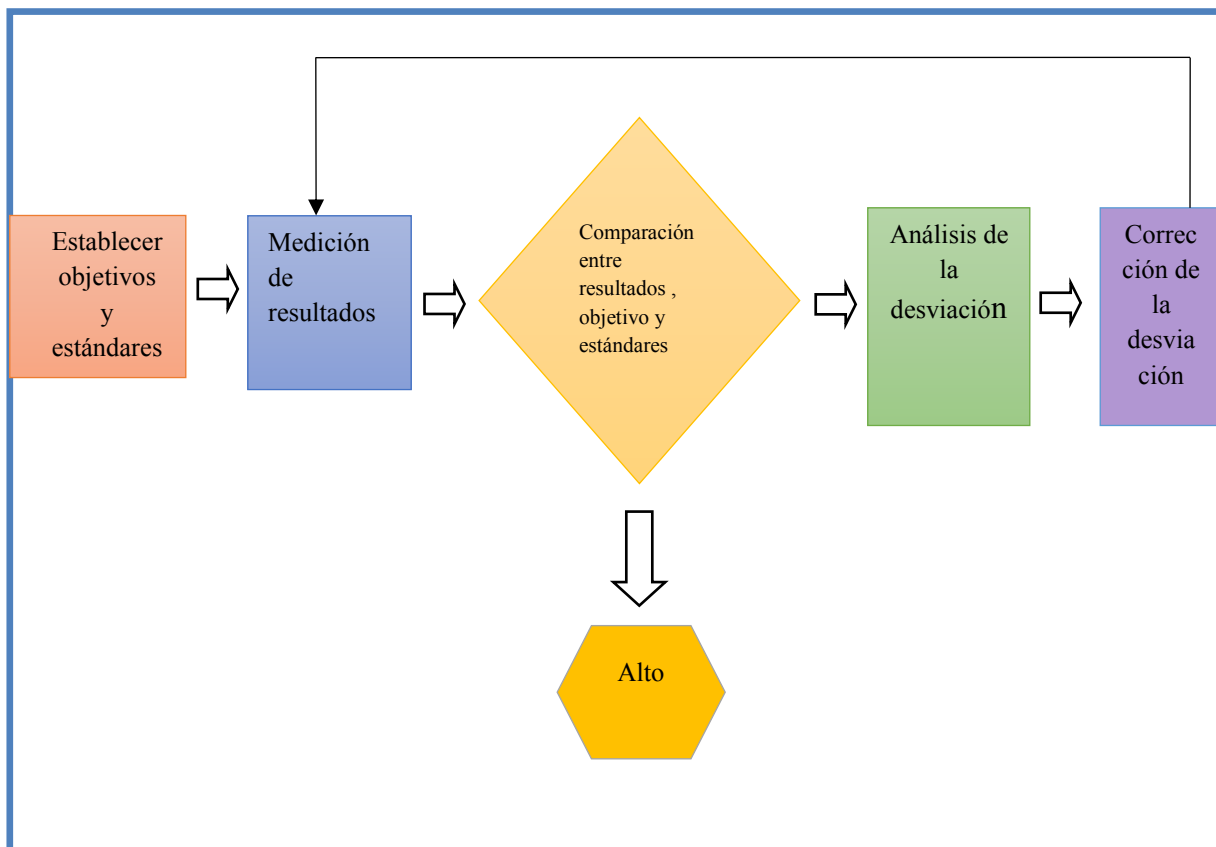 Establecer
objetivos
y
estándares
Medición
de
resultados
Comparación
entre
resultados ,
objetivo y
estándares
Análisis de
la
desviación
Correc
ción de
la
desvia
ción
Alto